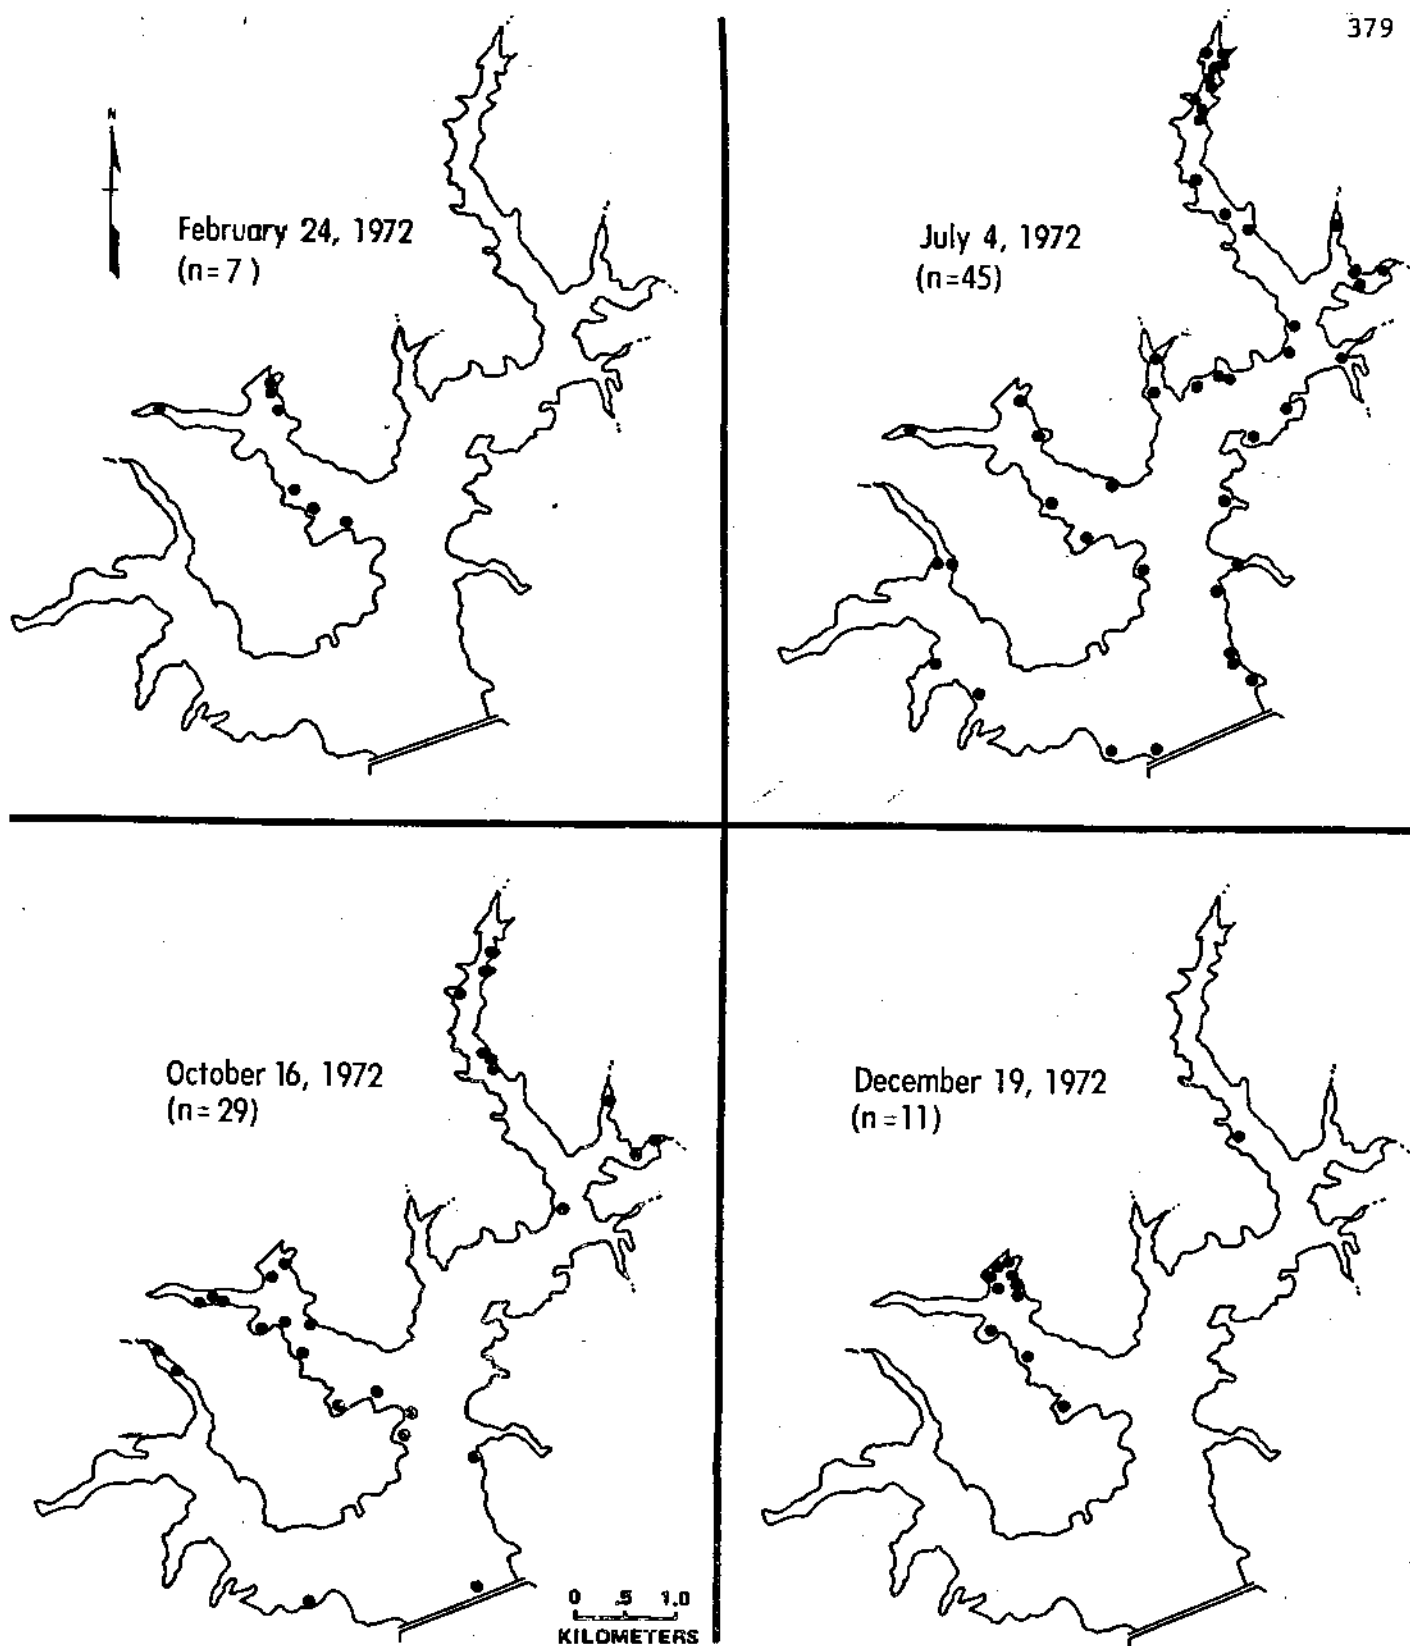 379
N
February 24, 1972
(n=7)
July 4, 1972
(n=45)
October 16, 1972
(n=29)
December 19, 1972
(n=11)
0 .5 1.0
KILOMETERS